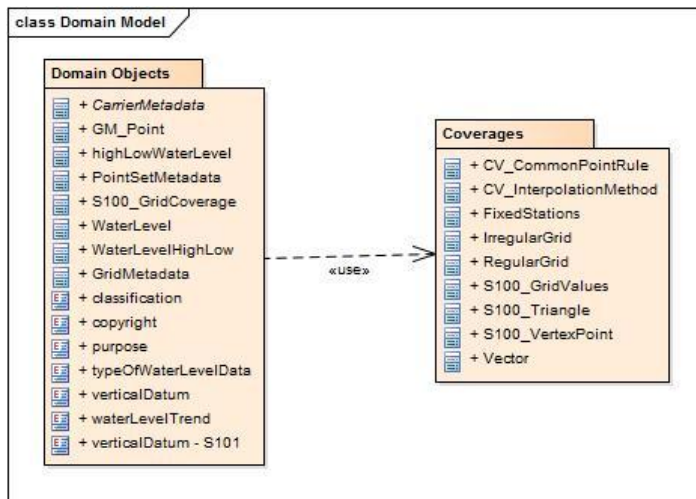 class Domain Model
Domain Objects
+ CarrierMetadata
+ GM_Point
+ highLowWaterLevel
+ PointSetMetadata
+ S100_GridCoverage
+ WaterLevel
+ WaterLevelHighLow
+ GridMetadata
+ classification
+ copyright
+ purpose
+ typeOfWaterLevelData
+ verticalDatum
+ waterLevelTrend
+ verticalDatum - S101
«use»
Coverages
+ CV_CommonPointRule
+ CV_InterpolationMethod
+ FixedStations
+ IrregularGrid
+ RegularGrid
+ S100_GridValues
+ S100_Triangle
+ S100_VertexPoint
+ Vector